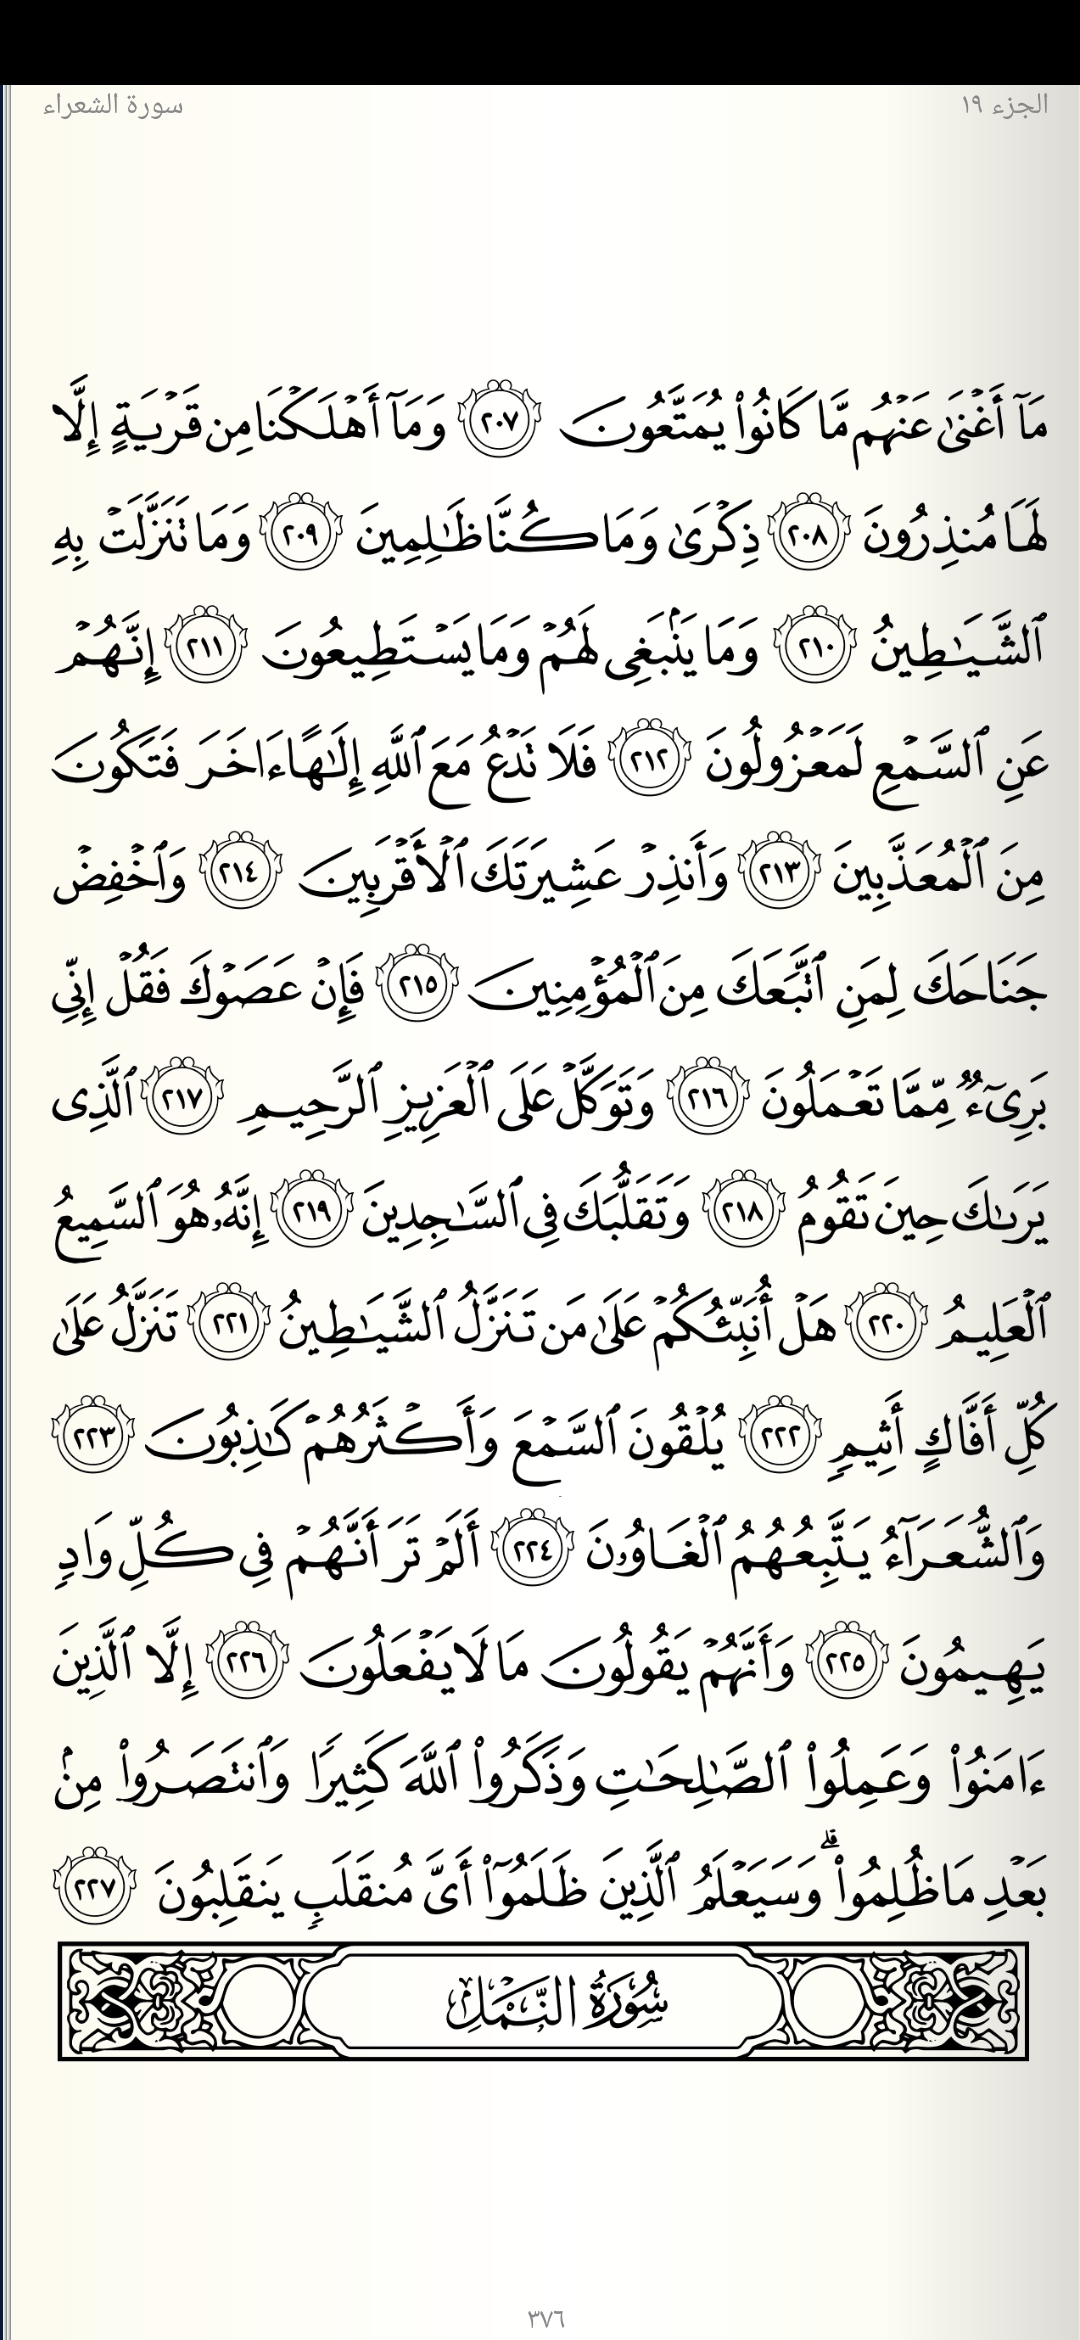 الجزء ١٩
سورة الشعراء
مَآ أَغْنَىٰ عَنْهُم مَّا كَانُوا۟ يُمَتَّعُونَ ٢٠٧ وَمَآ أَهْلَكْنَا مِن قَرْيَةٍ إِلَّا
لَهَا مُنذِرُونَ ٢٠٨ ذِكْرَىٰ وَمَا كُنَّا ظَٰلِمِينَ ٢٠٩ وَمَا تَنَزَّلَتْ بِهِ
ٱلشَّيَٰطِينُ ٢١٠ وَمَا يَنۢبَغِى لَهُمْ وَمَا يَسْتَطِيعُونَ ٢١١ إِنَّهُمْ
عَنِ ٱلسَّمْعِ لَمَعْزُولُونَ ٢١٢ فَلَا تَدْعُ مَعَ ٱللَّهِ إِلَٰهًا ءَاخَرَ فَتَكُونَ
مِنَ ٱلْمُعَذَّبِينَ ٢١٣ وَأَنذِرْ عَشِيرَتَكَ ٱلْأَقْرَبِينَ ٢١٤ وَٱخْفِضْ
جَنَاحَكَ لِمَنِ ٱتَّبَعَكَ مِنَ ٱلْمُؤْمِنِينَ ٢١٥ فَإِنْ عَصَوْكَ فَقُلْ إِنِّى
بَرِىٓءٌ مِّمَّا تَعْمَلُونَ ٢١٦ وَتَوَكَّلْ عَلَى ٱلْعَزِيزِ ٱلرَّحِيمِ ٢١٧ ٱلَّذِى
يَرَىٰكَ حِينَ تَقُومُ ٢١٨ وَتَقَلُّبَكَ فِى ٱلسَّٰجِدِينَ ٢١٩ إِنَّهُۥ هُوَ ٱلسَّمِيعُ
ٱلْعَلِيمُ ٢٢٠ هَلْ أُنَبِّئُكُمْ عَلَىٰ مَن تَنَزَّلُ ٱلشَّيَٰطِينُ ٢٢١ تَنَزَّلُ عَلَىٰ
كُلِّ أَفَّاكٍ أَثِيمٍ ٢٢٢ يُلْقُونَ ٱلسَّمْعَ وَأَكْثَرُهُمْ كَٰذِبُونَ ٢٢٣
وَٱلشُّعَرَآءُ يَتَّبِعُهُمُ ٱلْغَاوُۥنَ ٢٢٤ أَلَمْ تَرَ أَنَّهُمْ فِى كُلِّ وَادٍ
يَهِيمُونَ ٢٢٥ وَأَنَّهُمْ يَقُولُونَ مَا لَا يَفْعَلُونَ ٢٢٦ إِلَّا ٱلَّذِينَ
ءَامَنُوا۟ وَعَمِلُوا۟ ٱلصَّٰلِحَٰتِ وَذَكَرُوا۟ ٱللَّهَ كَثِيرًا وَٱنتَصَرُوا۟ مِنۢ
بَعْدِ مَا ظُلِمُوا۟ ۗ وَسَيَعْلَمُ ٱلَّذِينَ ظَلَمُوٓا۟ أَىَّ مُنقَلَبٍ يَنقَلِبُونَ ٢٢٧
سُورَةُ النَّمْلِ
٣٧٦